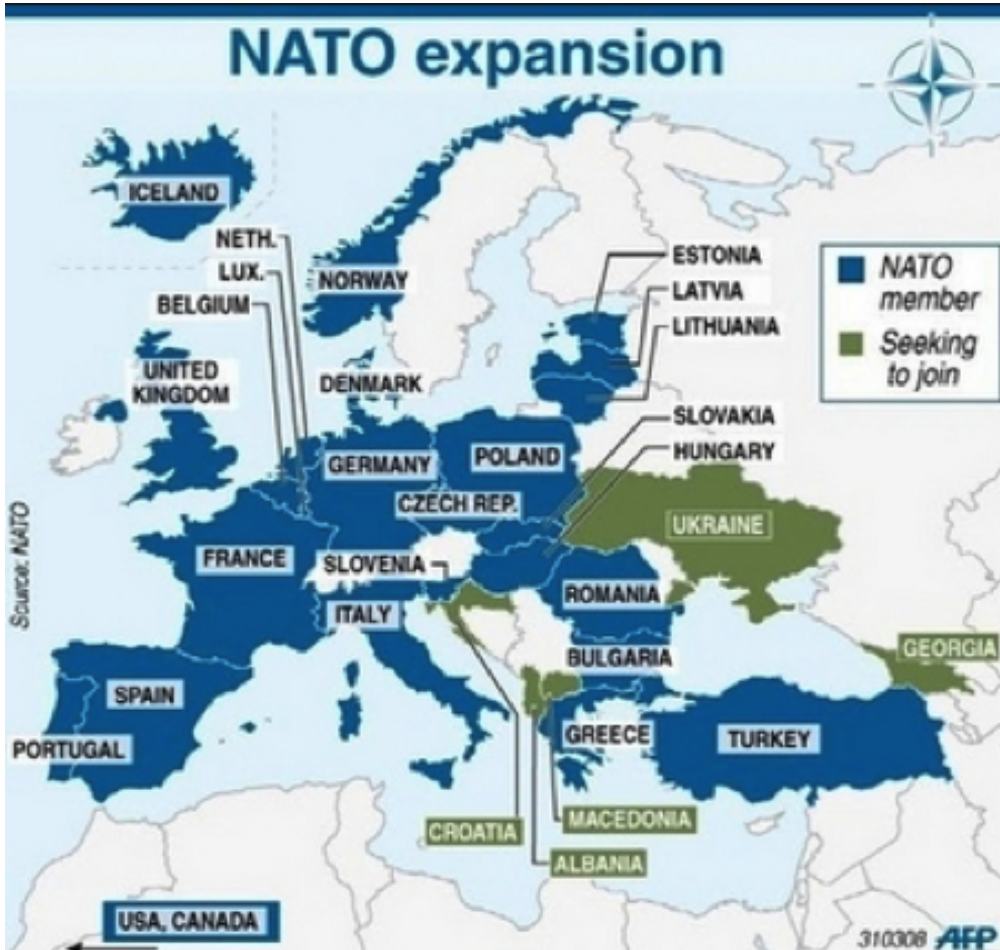 NATO expansion
ICELAND
NETH.
LUX.
BELGIUM
NORWAY
ESTONIA
LATVIA
LITHUANIA
NATO
member
Seeking
to join
UNITED
KINGDOM
DENMARK
SLOVAKIA
HUNGARY
GERMANY
POLAND
CZECH REP.
UKRAINE
FRANCE
SLOVENIA
ITALY
ROMANIA
BULGARIA
GEORGIA
SPAIN
PORTUGAL
GREECE
TURKEY
CROATIA
MACEDONIA
ALBANIA
USA, CANADA
Source: NATO
310308 AFP